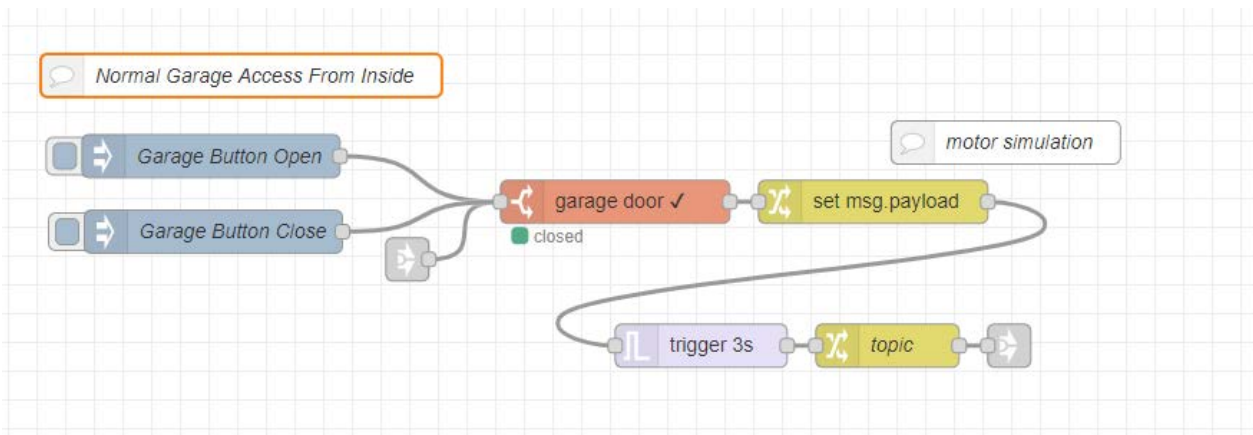 Normal Garage Access From Inside
Garage Button Open
motor simulation
garage door ✓
set msg.payload
Garage Button Close
closed
trigger 3s
topic